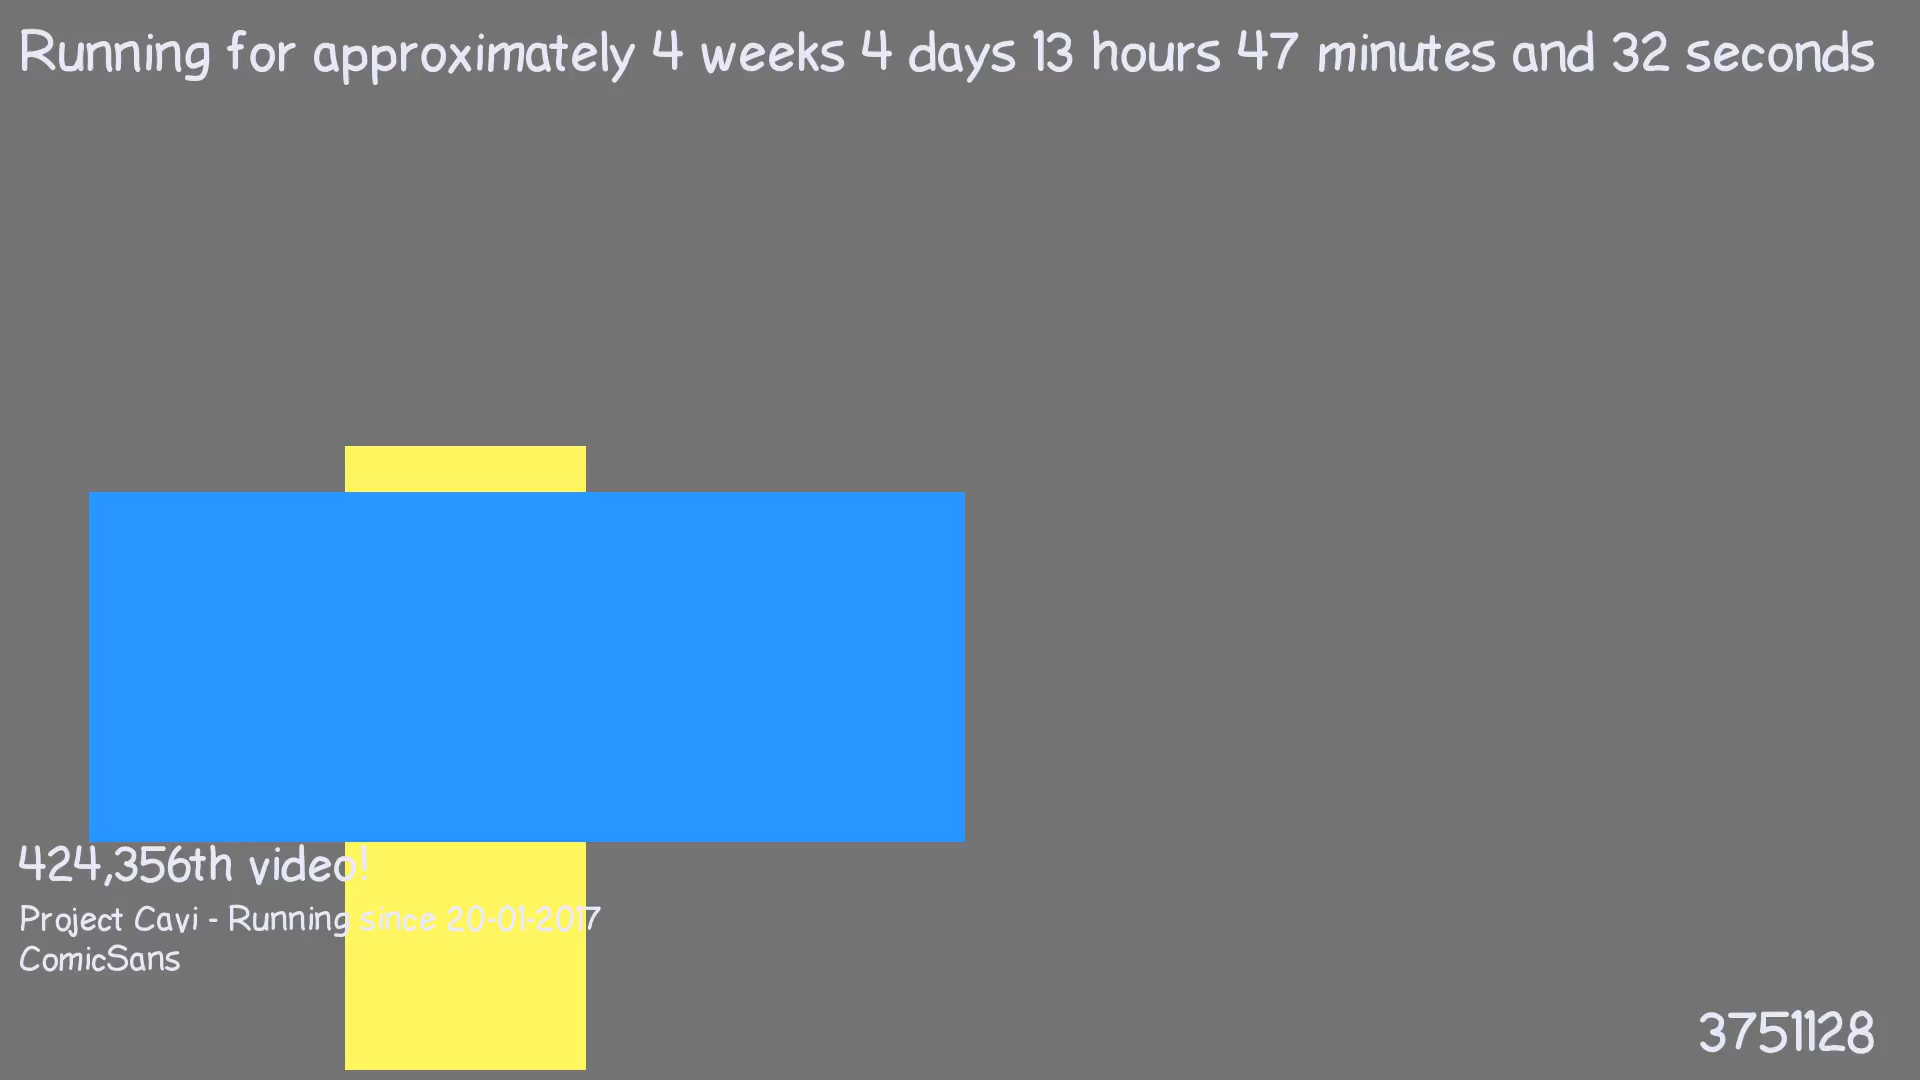 Running for approximately 4 weeks 4 days 13 hours 47 minutes and 32 seconds
424,356th video!
Project Cavi - Running since 20-01-2017
ComicSans
3751128